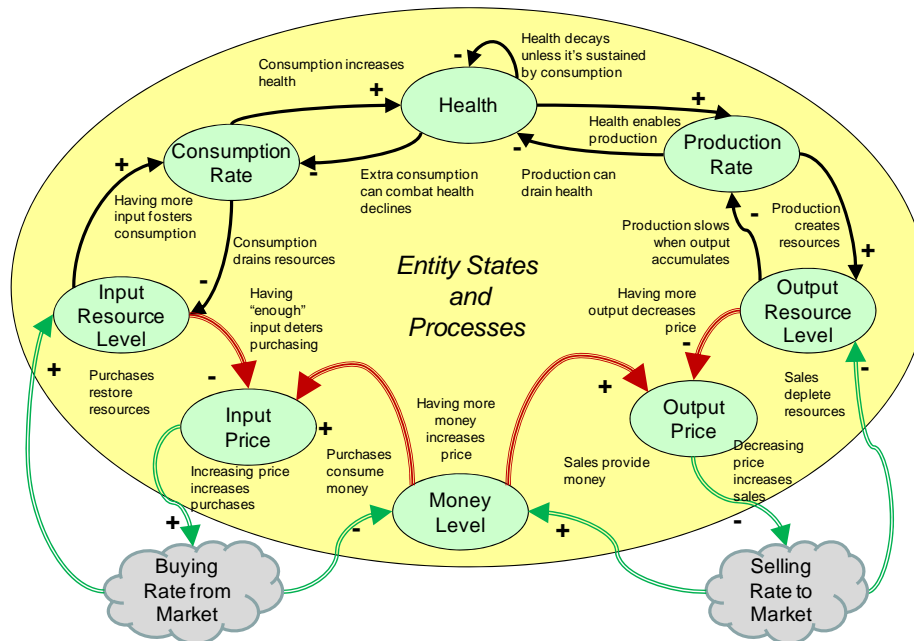 Health decays
unless it's sustained
by consumption
Consumption increases
health
-
+
Health
+
Consumption
Rate
Health enables
production
Production
Rate
+
-
-
Extra consumption
can combat health
declines
Production can
drain health
Having more
input fosters
consumption
-
Production slows
when output
accumulates
Production
creates
resources
Consumption
drains resources
+
-
Entity States
and
Processes
Input
Resource
Level
Having
"enough"
input deters
purchasing
Having more
output decreases
price
Output
Resource
Level
+
-
-
-
Purchases
restore
resources
+
Sales
deplete
resources
Input
Price
+
Having more
money
increases
price
Output
Price
Increasing price
increases
purchases
Purchases
consume
money
Sales provide
money
Decreasing
price
increases
sales
Money
Level
+
-
+
-
Buying
Rate from
Market
Selling
Rate to
Market